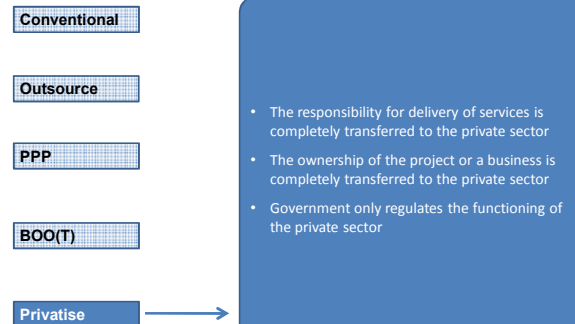 Conventional
Outsource
PPP
BOO(T)
Privatise
• The responsibility for delivery of services is
completely transferred to the private sector
• The ownership of the project or a business is
completely transferred to the private sector
• Government only regulates the functioning of
the private sector